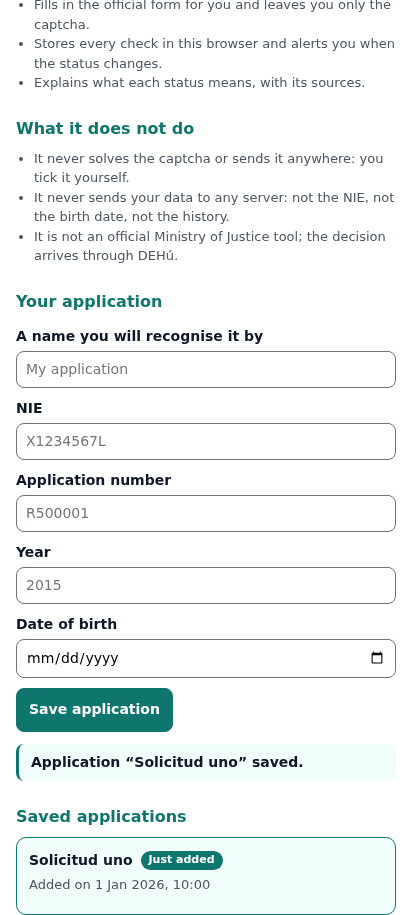 Fills in the official form for you and leaves you only the
captcha.
Stores every check in this browser and alerts you when
the status changes.
Explains what each status means, with its sources.
What it does not do
It never solves the captcha or sends it anywhere: you
tick it yourself.
It never sends your data to any server: not the NIE, not
the birth date, not the history.
It is not an official Ministry of Justice tool; the decision
arrives through DEHú.
Your application
A name you will recognise it by
My application
NIE
X1234567L
Application number
R500001
Year
2015
Date of birth
mm/dd/yyyy
Save application
Application “Solicitud uno” saved.
Saved applications
Solicitud uno Just added
Added on 1 Jan 2026, 10:00